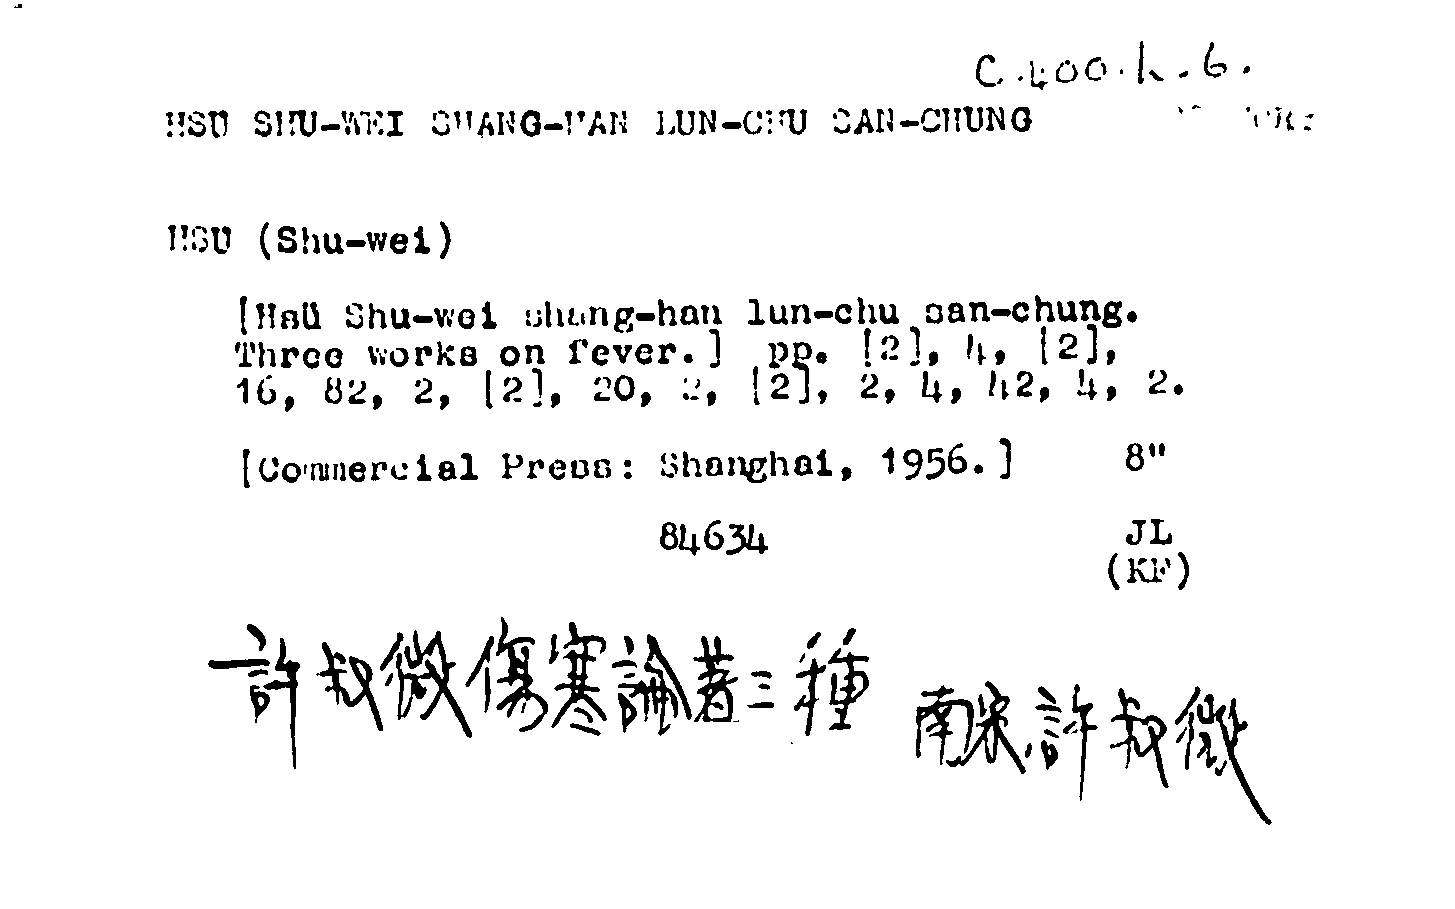 C.400.h.6.
HSU SHU-WEI SHANG-HAN LUN-CHU SAN-CHUNG
HSU (Shu-wei)
[Hsü Shu-wei shang-han lun-chu san-chung.
Three works on fever.] pp. [2], 4, [2],
16, 82, 2, [2], 20, 2, [2], 2, 4, 42, 4, 2.
[Commercial Press: Shanghai, 1956.] 8"
84634 JL
(KF)
許叔微傷寒論著三種
南宋許叔微